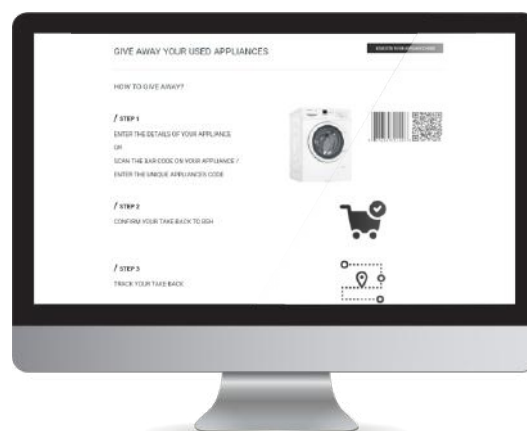 GIVE AWAY YOUR USED APPLIANCES
HOW TO GIVE AWAY?
/ STEP 1
ENTER THE DETAILS OF YOUR APPLIANCE
OR
SCAN THE BAR CODE ON YOUR APPLIANCE /
ENTER THE UNIQUE APPLIANCES CODE
/ STEP 2
CONFIRM YOUR TAKE-BACK TO BSH
/ STEP 3
TRACK YOUR TAKE-BACK